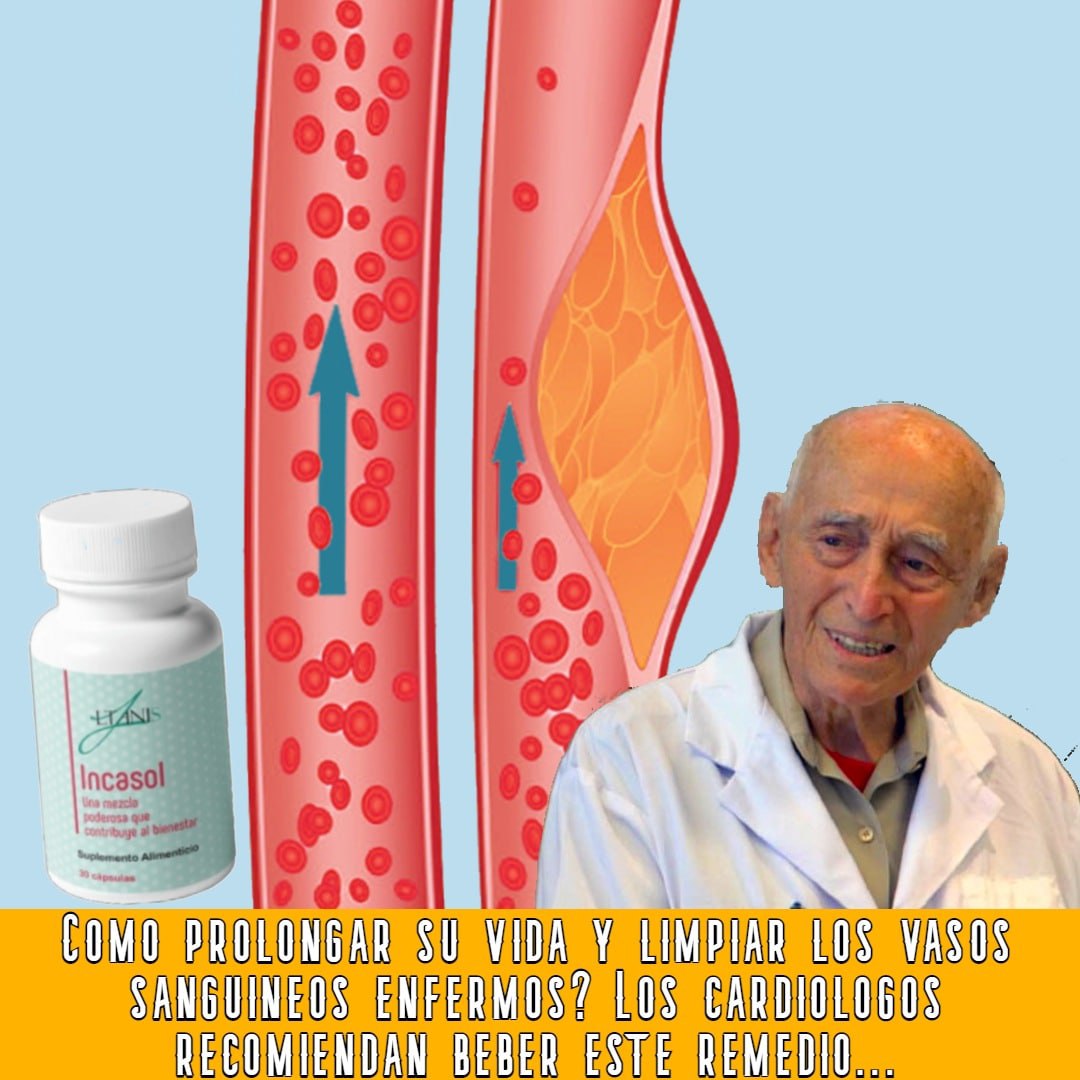 ETANIS
Incasol
Una mezcla
poderosa que
contribuye al bienestar
Suplemento Alimenticio
30 cápsulas
Como prolongar su vida y limpiar los vasos
sanguineos enfermos? Los cardiologos
recomiendan beber este remedio...